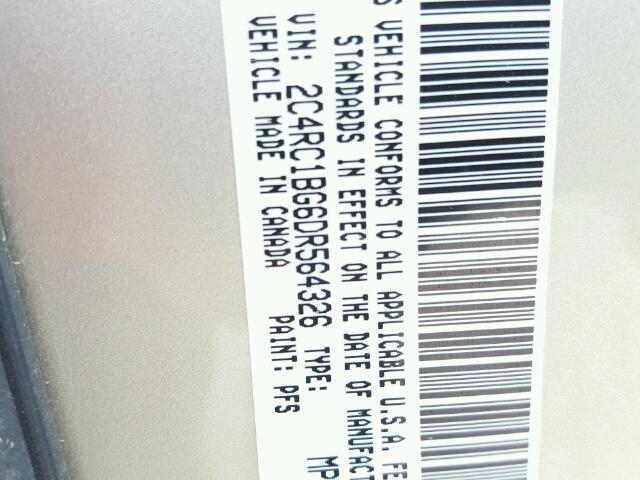 S VEHICLE CONFORMS TO ALL APPLICABLE U.S.A. FE
STANDARDS IN EFFECT ON THE DATE OF MANUFACT
VIN: 2C4RC1BG6DR564326 TYPE: MP
VEHICLE MADE IN CANADA PAINT: PFS